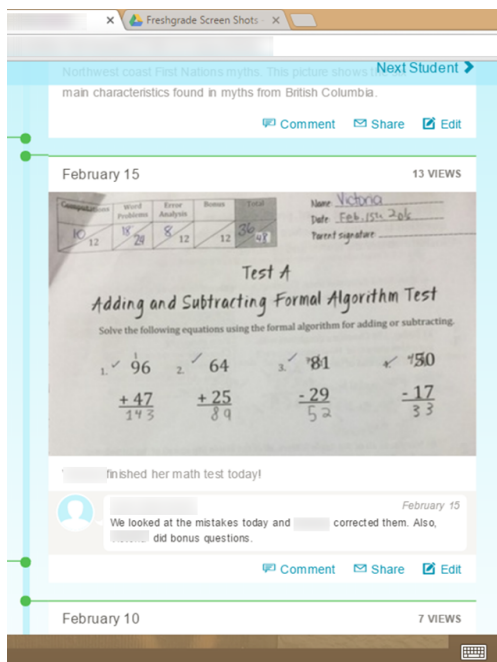 Freshgrade Screen Shots
Next Student
Northwest coast First Nations myths. This picture shows
main characteristics found in myths from British Columbia.
Comment Share Edit
February 15 13 VIEWS
Computations Word Problems Error Analysis Bonus Total
10/12 18/24 8/12 /12 36/48
Name Victoria
Date Feb. 15th 2016
Parent signature
Test A
Adding and Subtracting Formal Algorithm Test
Solve the following equations using the formal algorithm for adding or subtracting.
1. 96 2. 64 3. 81 4. 50
+ 47 + 25 - 29 - 17
143 89 52 33
finished her math test today!
February 15
We looked at the mistakes today and corrected them. Also,
did bonus questions.
Comment Share Edit
February 10 7 VIEWS